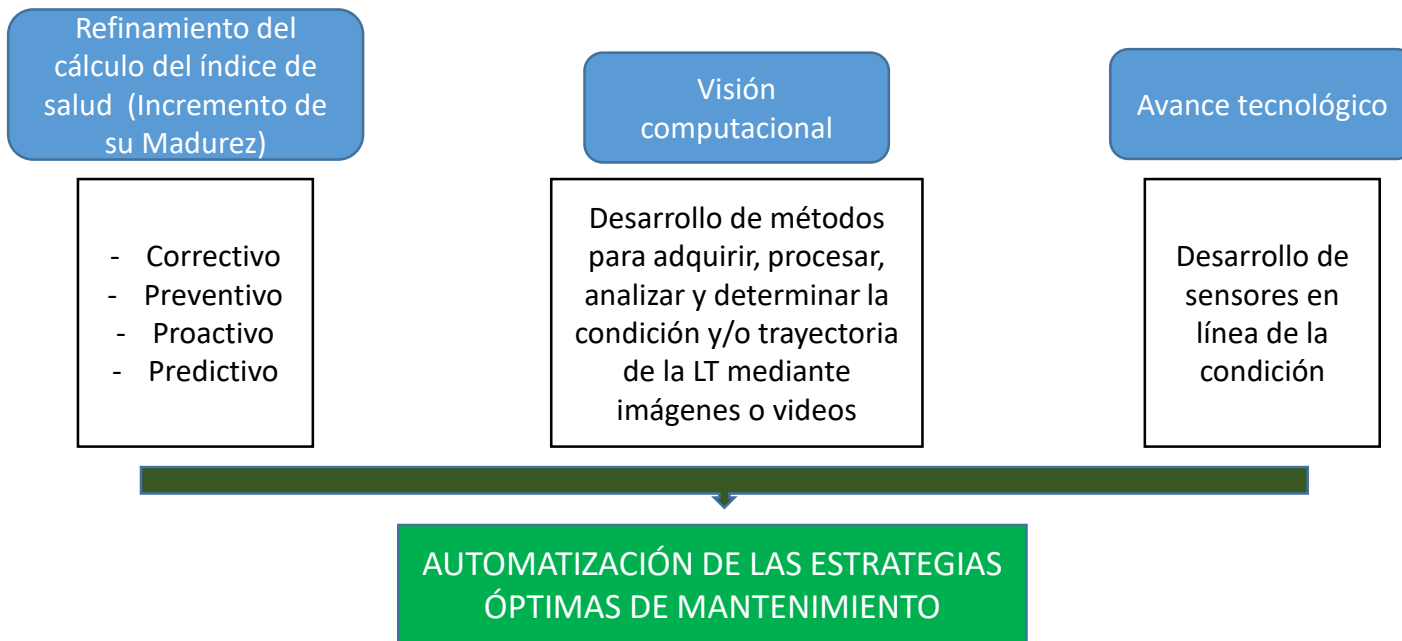 Refinamiento del
cálculo del índice de
salud (Incremento de
su Madurez)
- Correctivo
- Preventivo
- Proactivo
- Predictivo
Visión
computacional
Desarrollo de métodos
para adquirir, procesar,
analizar y determinar la
condición y/o trayectoria
de la LT mediante
imágenes o videos
Avance tecnológico
Desarrollo de
sensores en
línea de la
condición
AUTOMATIZACIÓN DE LAS ESTRATEGIAS
ÓPTIMAS DE MANTENIMIENTO